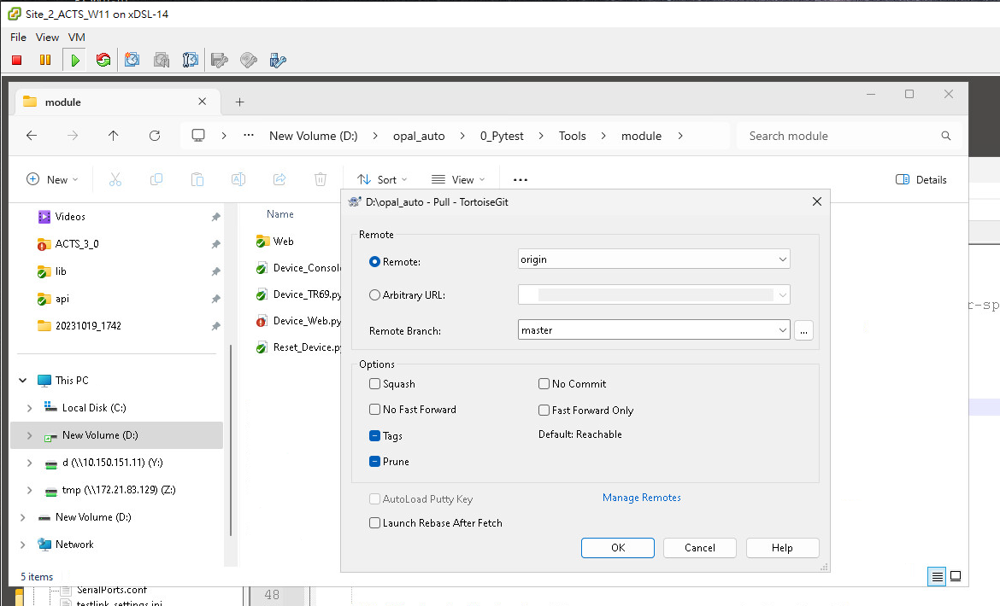 Site_2_ACTS_W11 on xDSL-14
File View VM
module
New Volume (D:) opal_auto 0_Pytest Tools module
Search module
New
Sort
View
Details
Videos
ACTS_3_0
lib
api
20231019_1742
This PC
Local Disk (C:)
New Volume (D:)
d (\\10.150.151.11) (Y:)
tmp (\\172.21.83.129) (Z:)
New Volume (D:)
Network
5 items
Name
Web
Device_Consol
Device_TR69.py
Device_Web.py
Reset_Device.py
D:\opal_auto - Pull - TortoiseGit
Remote
Remote:
origin
Arbitrary URL:
Remote Branch:
master
...
Options
Squash
No Commit
No Fast Forward
Fast Forward Only
Tags
Default: Reachable
Prune
AutoLoad Putty Key
Manage Remotes
Launch Rebase After Fetch
OK
Cancel
Help
r-sp
SerialPorts.conf
testlink_settings.ini
48